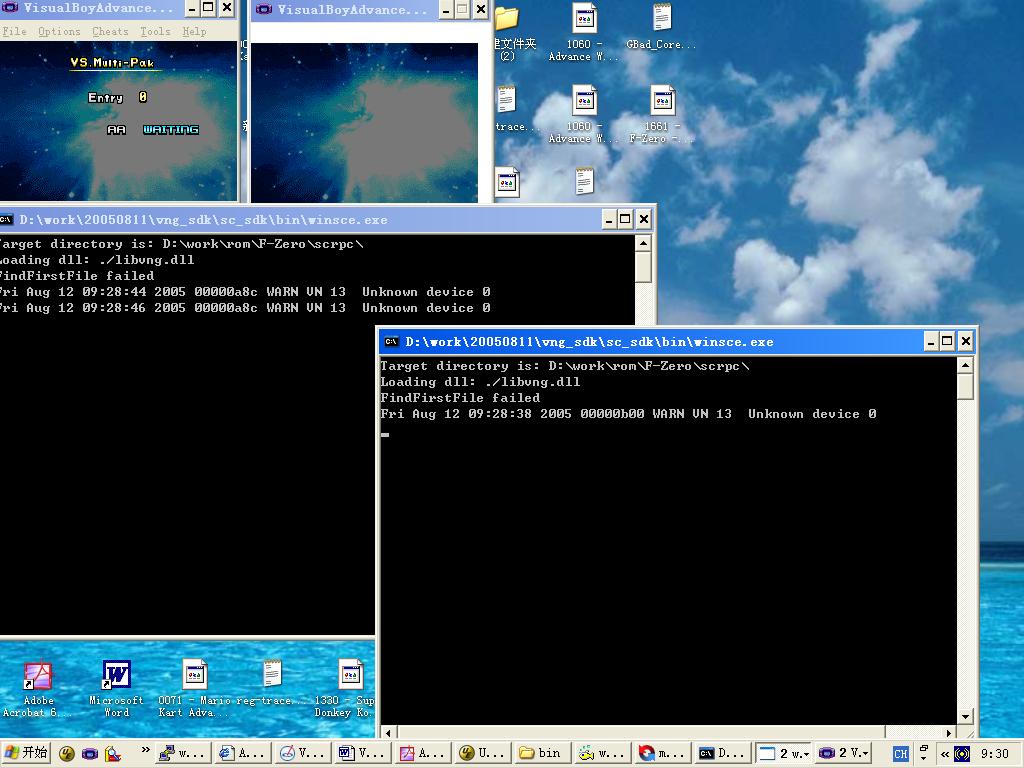 VisualBoyAdvance...
File Options Cheats Tools Help
VS.Multi-Pak
Entry 0
AA WAITING
VisualBoyAdvance...
建文件夹
(2)
1060 -
Advance W...
GBad_Core...
trace...
1060 -
Advance W...
1661 -
F-Zero -...
D:\work\20050811\vng_sdk\sc_sdk\bin\winsce.exe
Target directory is: D:\work\rom\F-Zero\scrpc\
Loading dll: ./libvng.dll
FindFirstFile failed
Fri Aug 12 09:28:44 2005 00000a8c WARN VN 13 Unknown device 0
Fri Aug 12 09:28:46 2005 00000a8c WARN VN 13 Unknown device 0
D:\work\20050811\vng_sdk\sc_sdk\bin\winsce.exe
Target directory is: D:\work\rom\F-Zero\scrpc\
Loading dll: ./libvng.dll
FindFirstFile failed
Fri Aug 12 09:28:38 2005 00000b00 WARN VN 13 Unknown device 0
Adobe
Acrobat 6....
Microsoft
Word
0071 - Mario
Kart Adva...
reg-trace...
1330 - Sup
Donkey Ko.
开始 » w... A... V... V... A... U... bin w... m... D... 2 w. 2 V. CH « 9:30